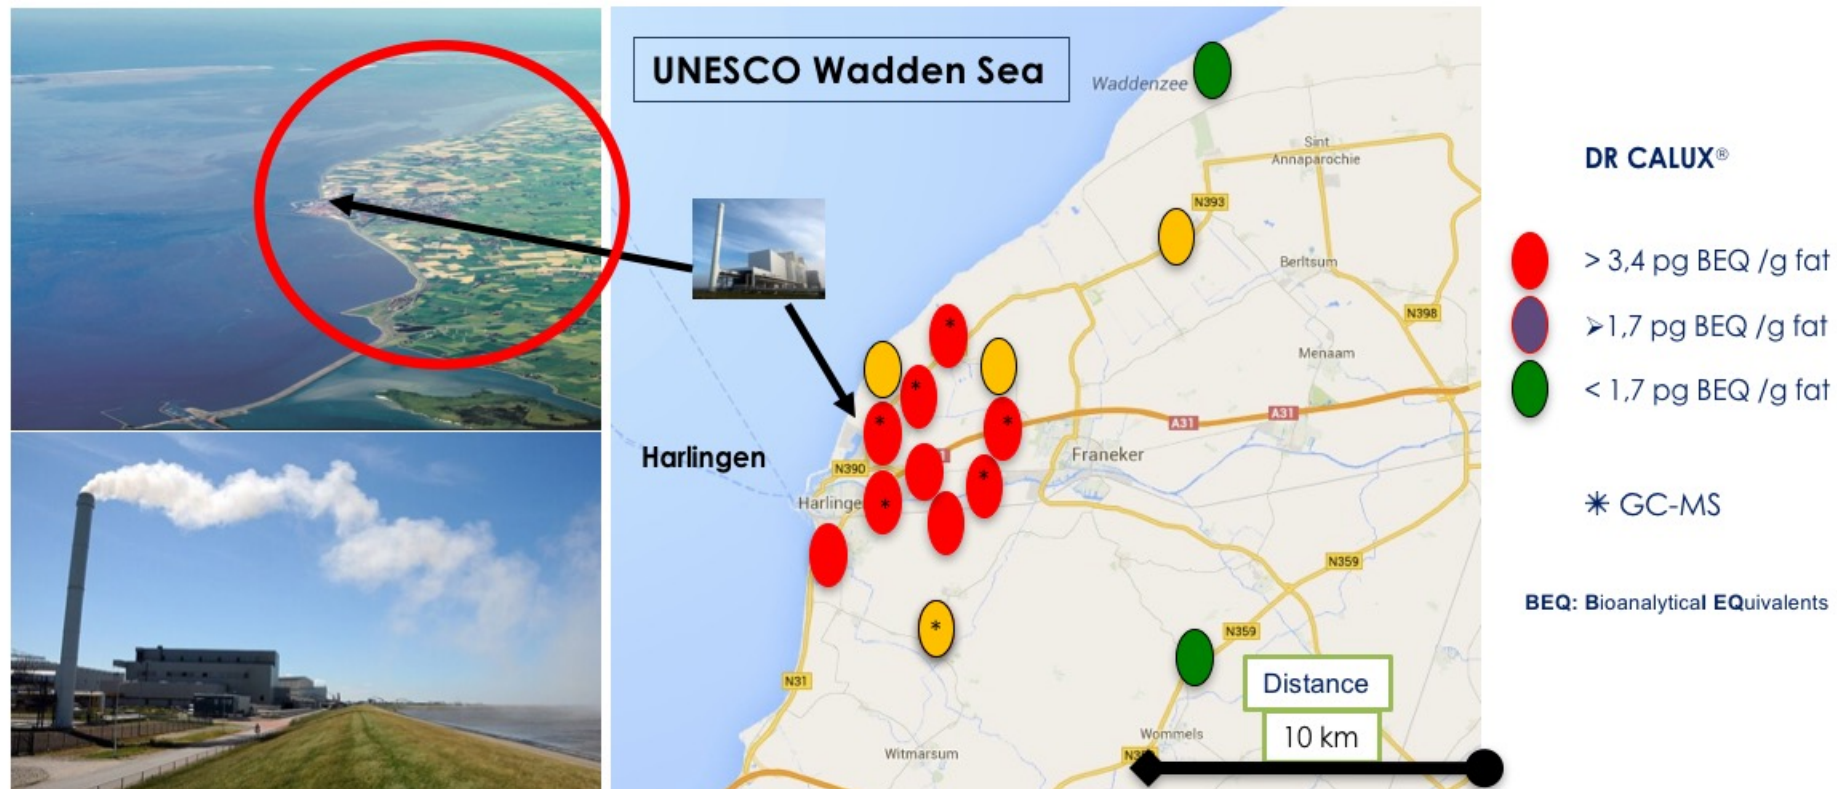 UNESCO Wadden Sea
Waddenzee
Sint
Annaparochie
N393
Berltsum
N398
Menaam
A31
A31
Harlingen
N390
Franeker
Harlinge
N359
N359
N31
Witmarsum
Wommels
Distance
10 km
DR CALUX®
> 3,4 pg BEQ /g fat
➢1,7 pg BEQ /g fat
< 1,7 pg BEQ /g fat
* GC-MS
BEQ: Bioanalytical EQuivalents
*
*
*
*
*
*
*